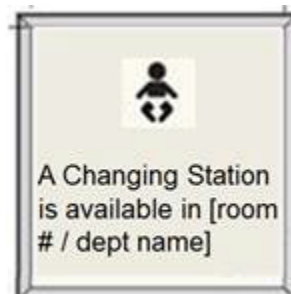 A Changing Station
is available in [room
# / dept name]